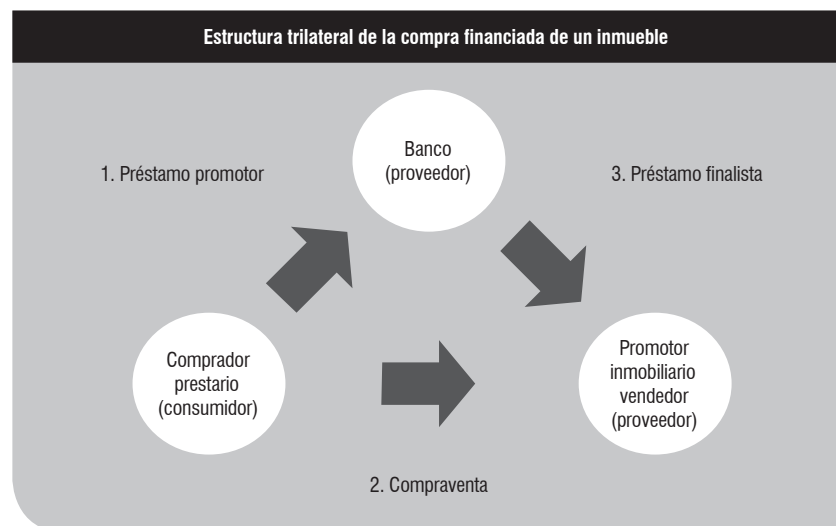 Estructura trilateral de la compra financiada de un inmueble
Banco
(proveedor)
1. Préstamo promotor
3. Préstamo finalista
Comprador
prestario
(consumidor)
Promotor
inmobiliario
vendedor
(proveedor)
2. Compraventa